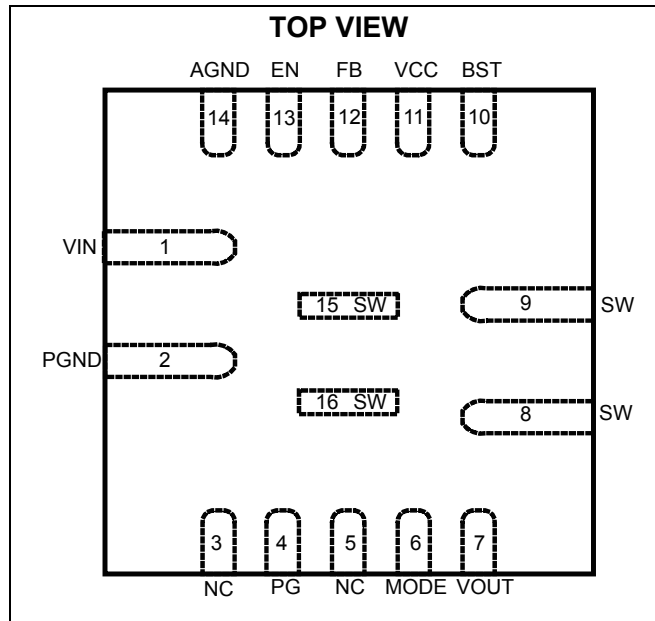 TOP VIEW
AGND EN FB VCC BST
14 13 12 11 10
VIN 1
15 SW 9 SW
PGND 2
16 SW 8 SW
3 4 5 6 7
NC PG NC MODE VOUT